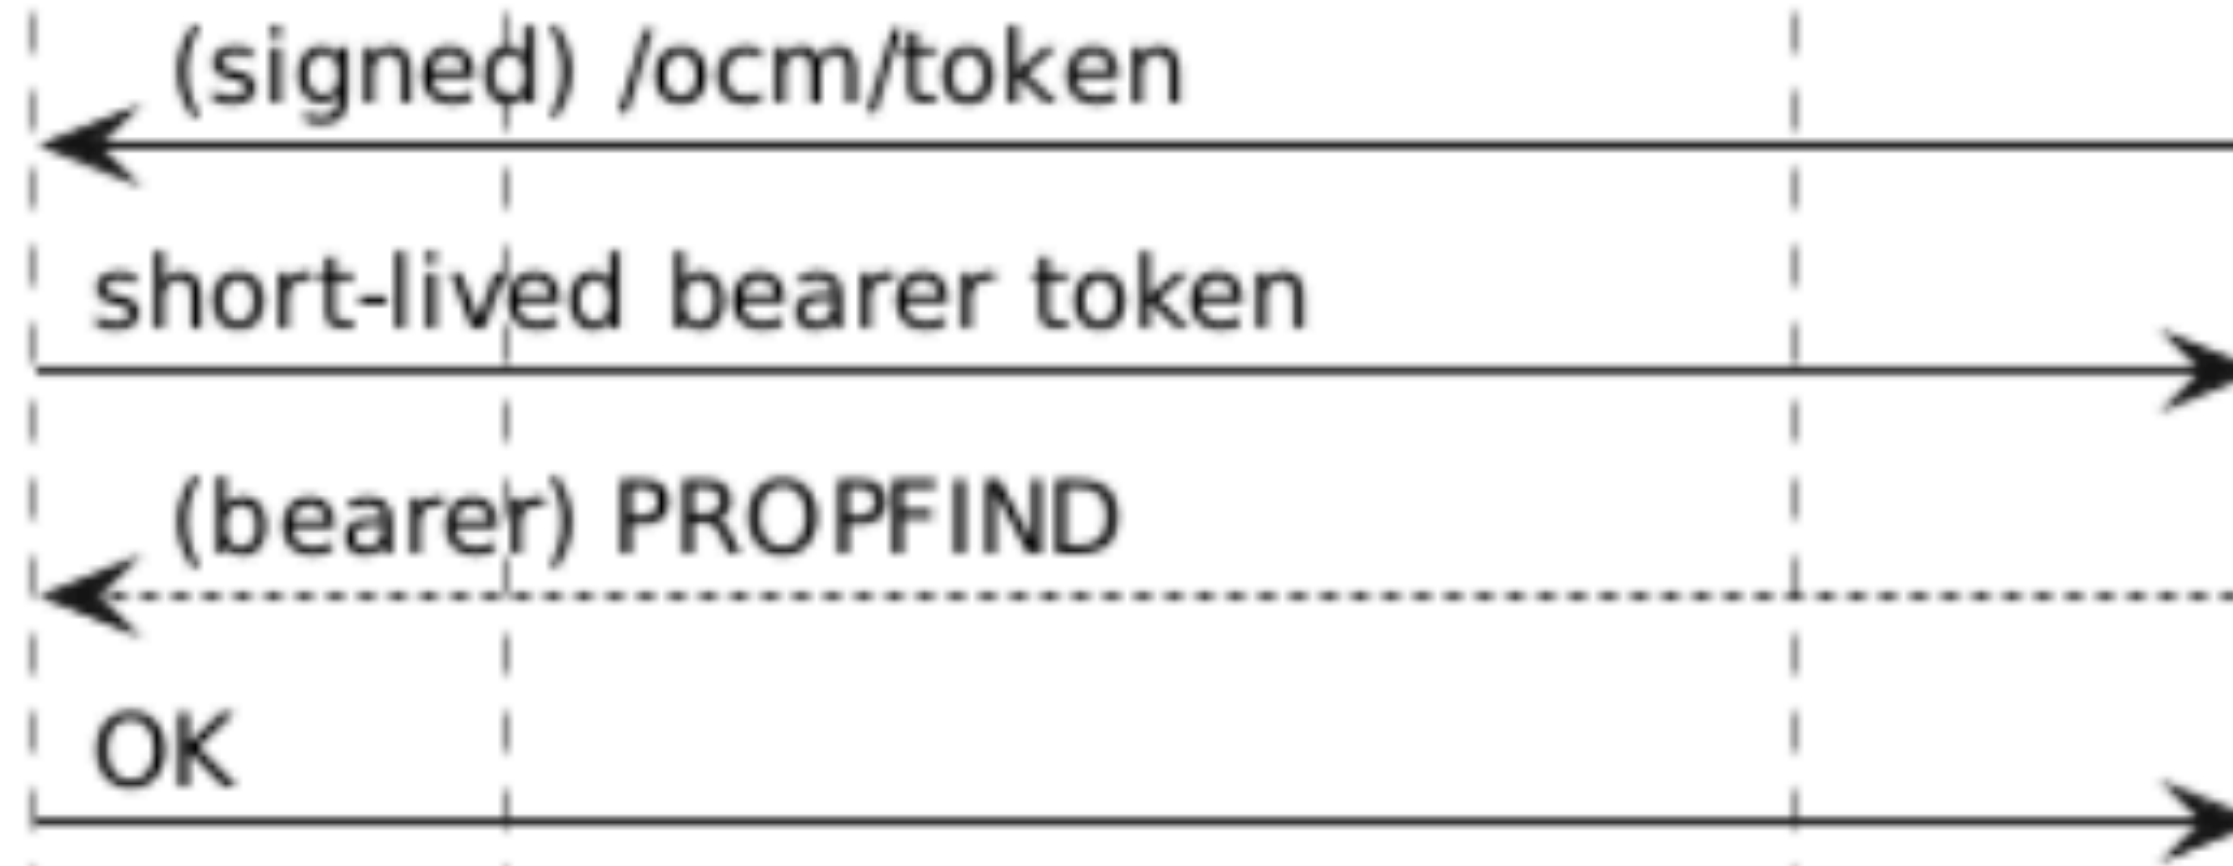 (signed) /ocm/token
short-lived bearer token
(bearer) PROPFIND
OK